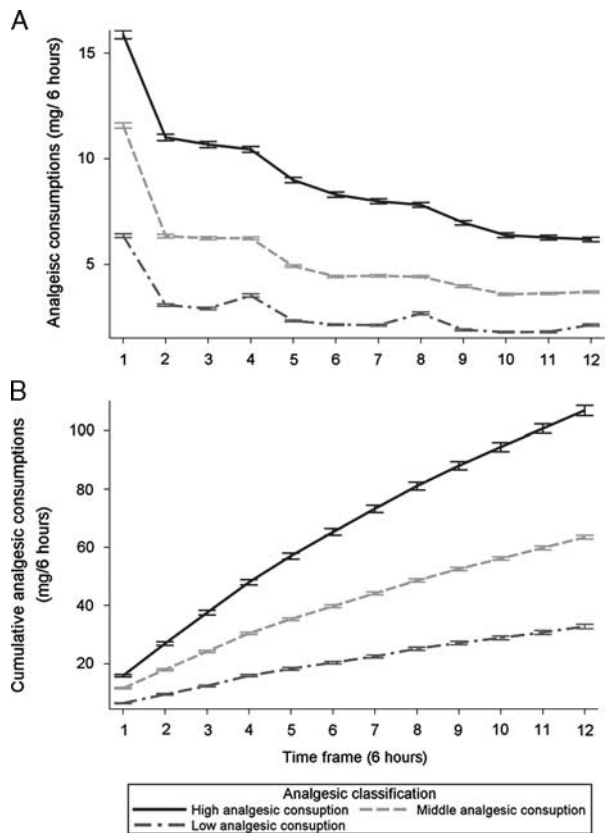 A
Analgeisc consumptions (mg/ 6 hours)
15
10
5
1 2 3 4 5 6 7 8 9 10 11 12
B
Cumulative analgesic consumptions
(mg/6 hours)
100
80
60
40
20
1 2 3 4 5 6 7 8 9 10 11 12
Time frame (6 hours)
Analgesic classification
High analgesic consuption Middle analgesic consuption
Low analgesic consuption